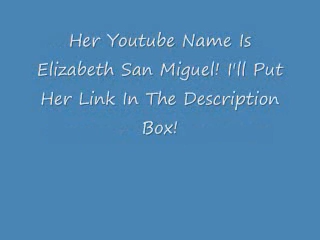 Her Youtube Name Is
Elizabeth San Miguel! I'll Put
Her Link In The Description
Box!